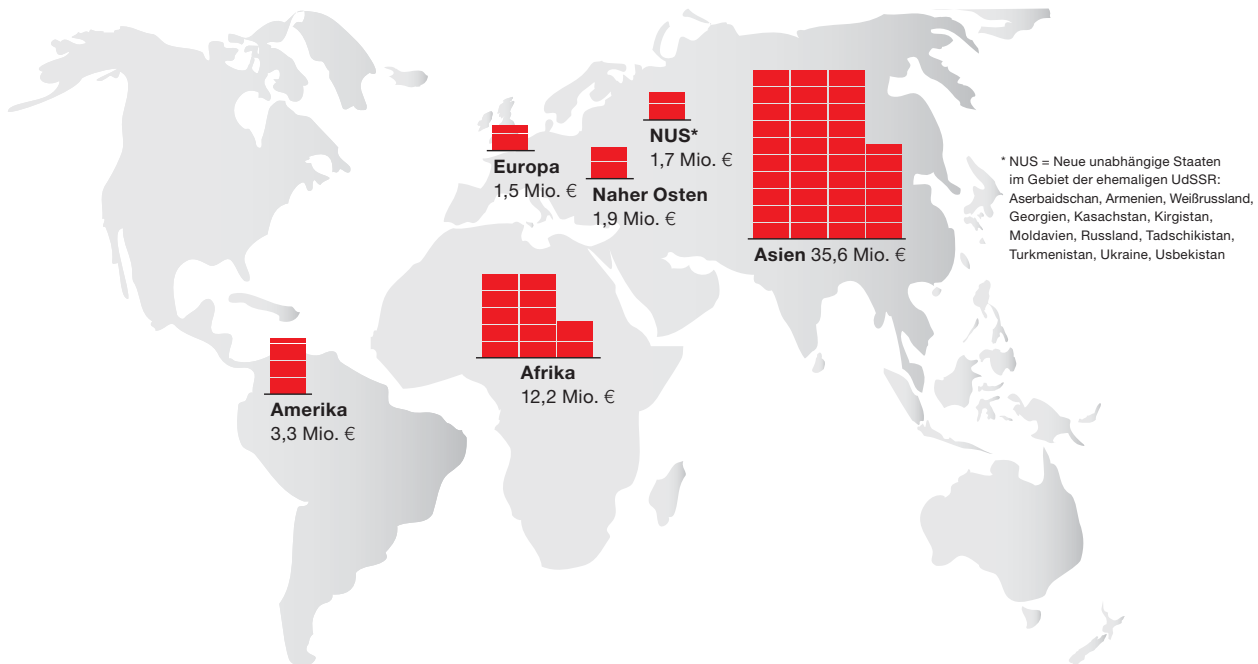 NUS*
1,7 Mio. €
Europa
1,5 Mio. €
Naher Osten
1,9 Mio. €
Asien 35,6 Mio. €
* NUS = Neue unabhängige Staaten
im Gebiet der ehemaligen UdSSR:
Aserbaidschan, Armenien, Weißrussland,
Georgien, Kasachstan, Kirgistan,
Moldavien, Russland, Tadschikistan,
Turkmenistan, Ukraine, Usbekistan
Afrika
12,2 Mio. €
Amerika
3,3 Mio. €